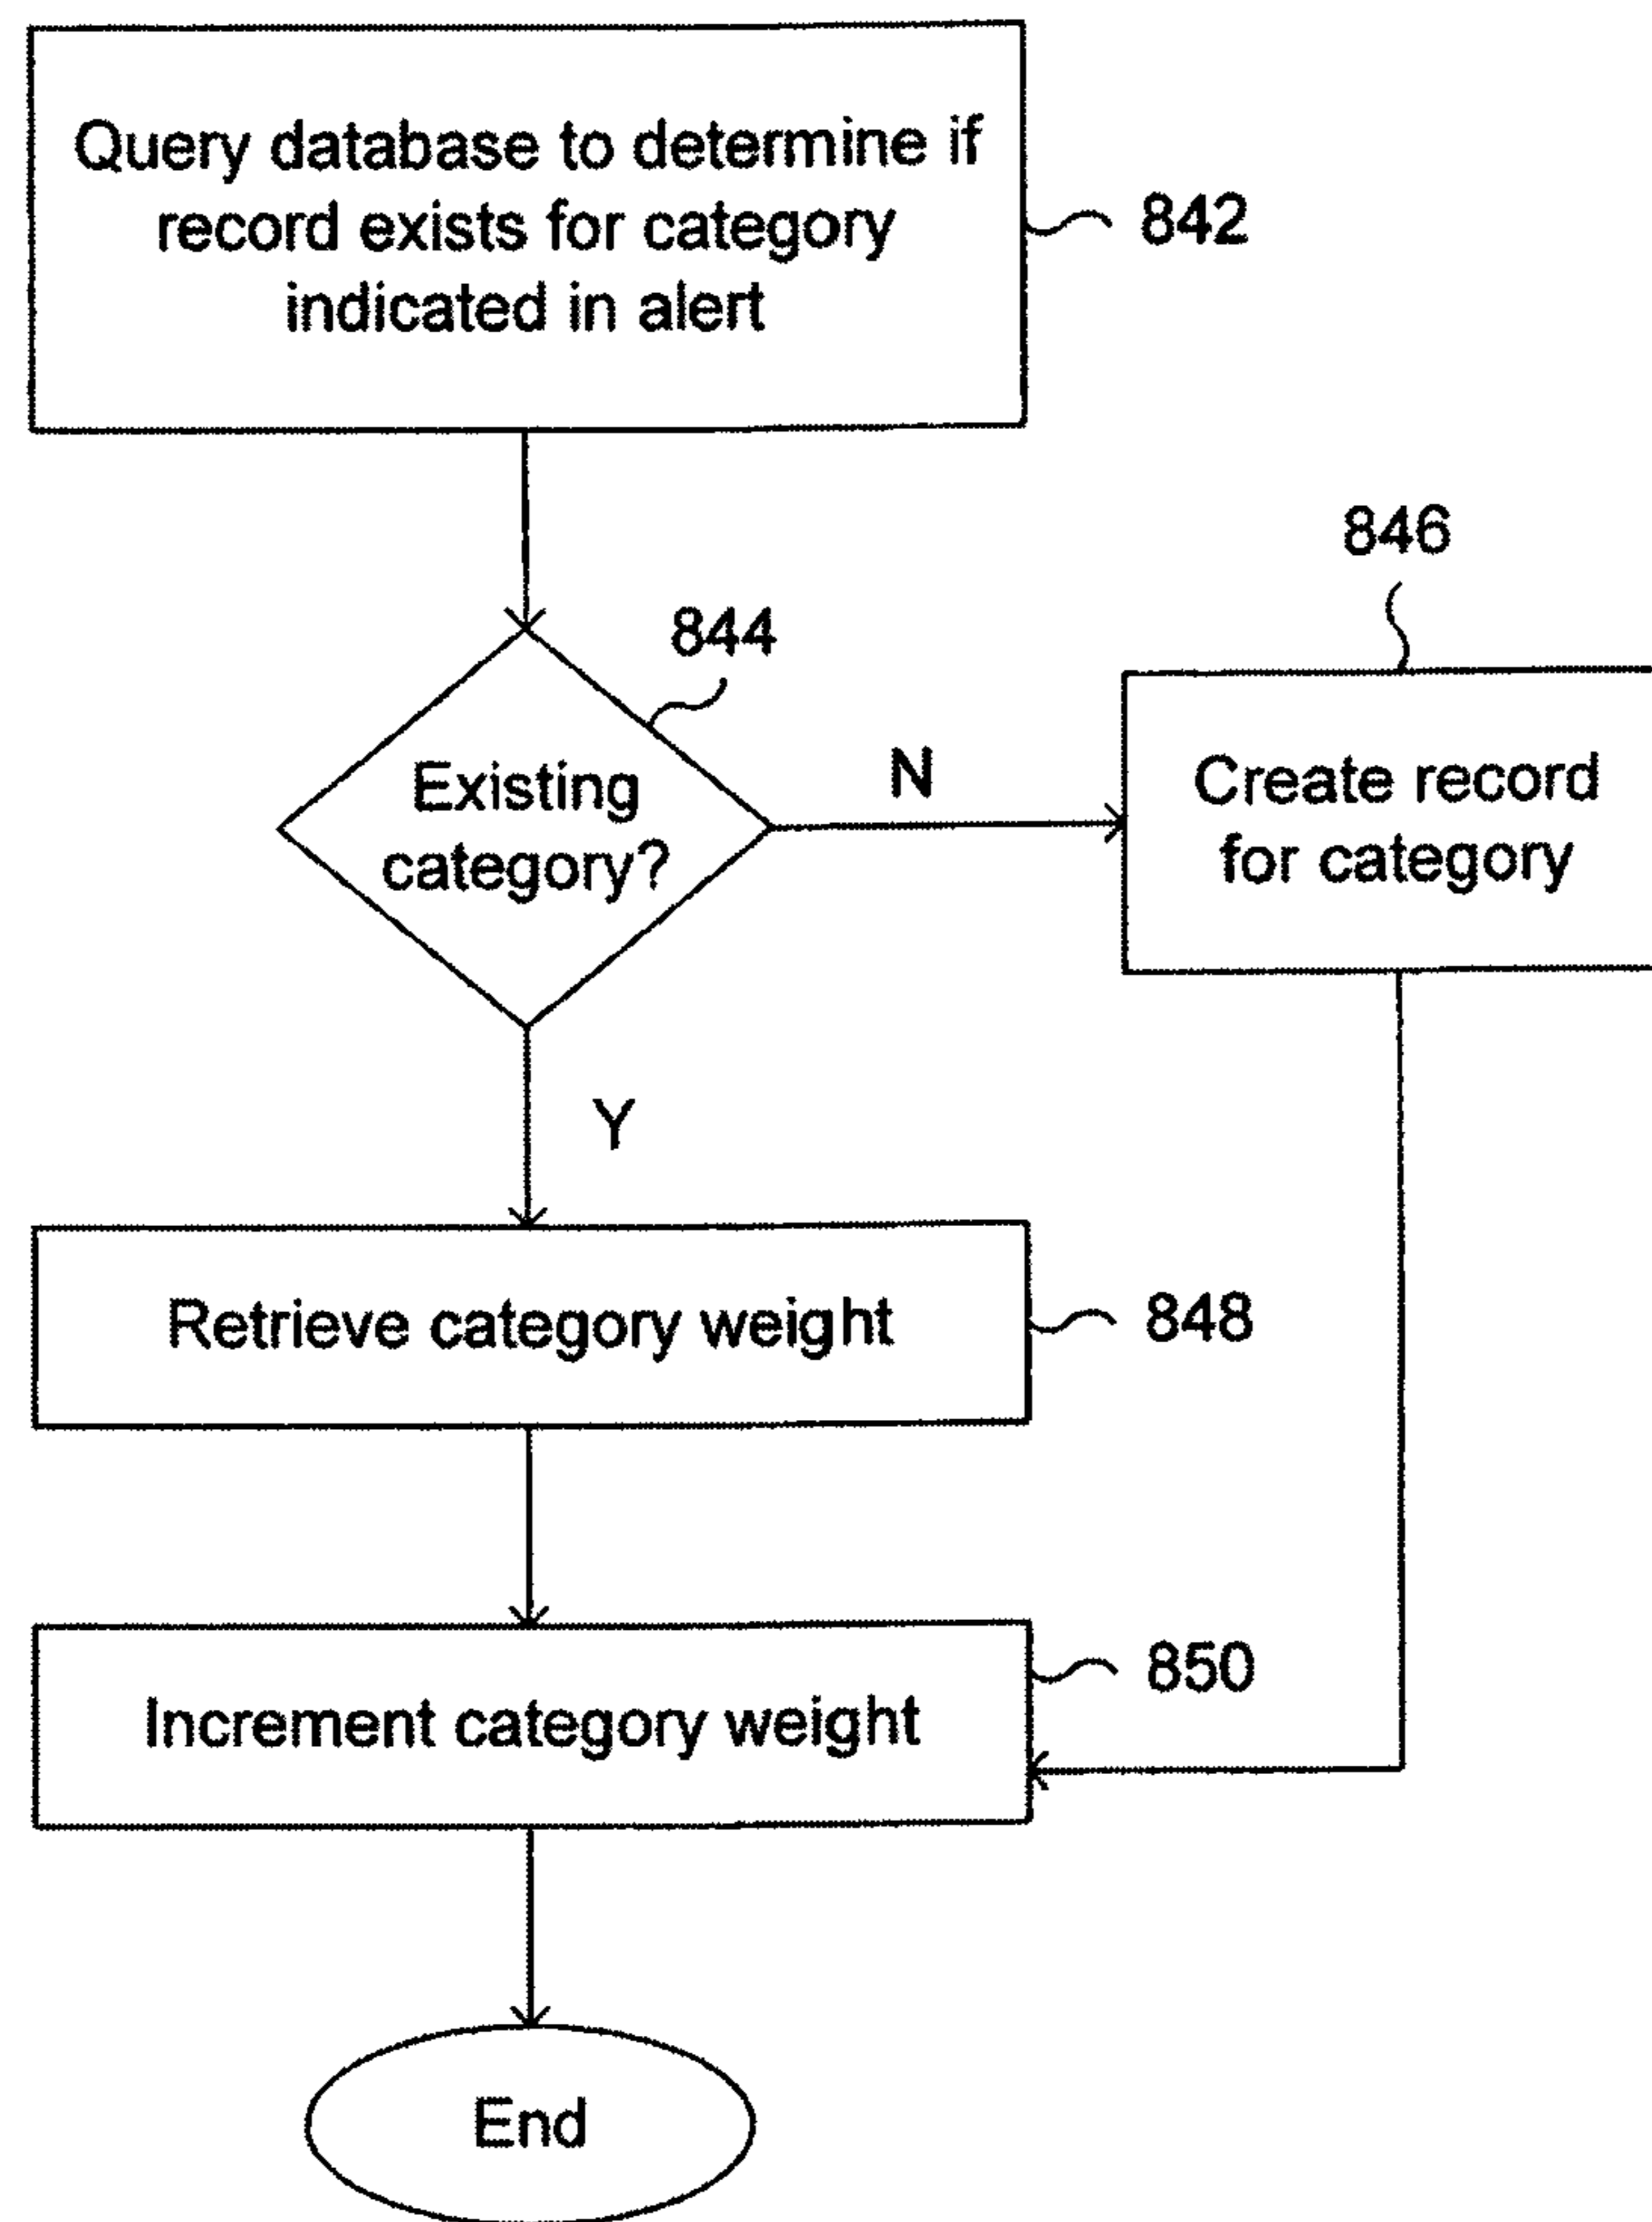 Query database to determine if
record exists for category
indicated in alert
842
844
846
Existing
category?
N
Create record
for category
Y
Retrieve category weight
848
Increment category weight
850
End